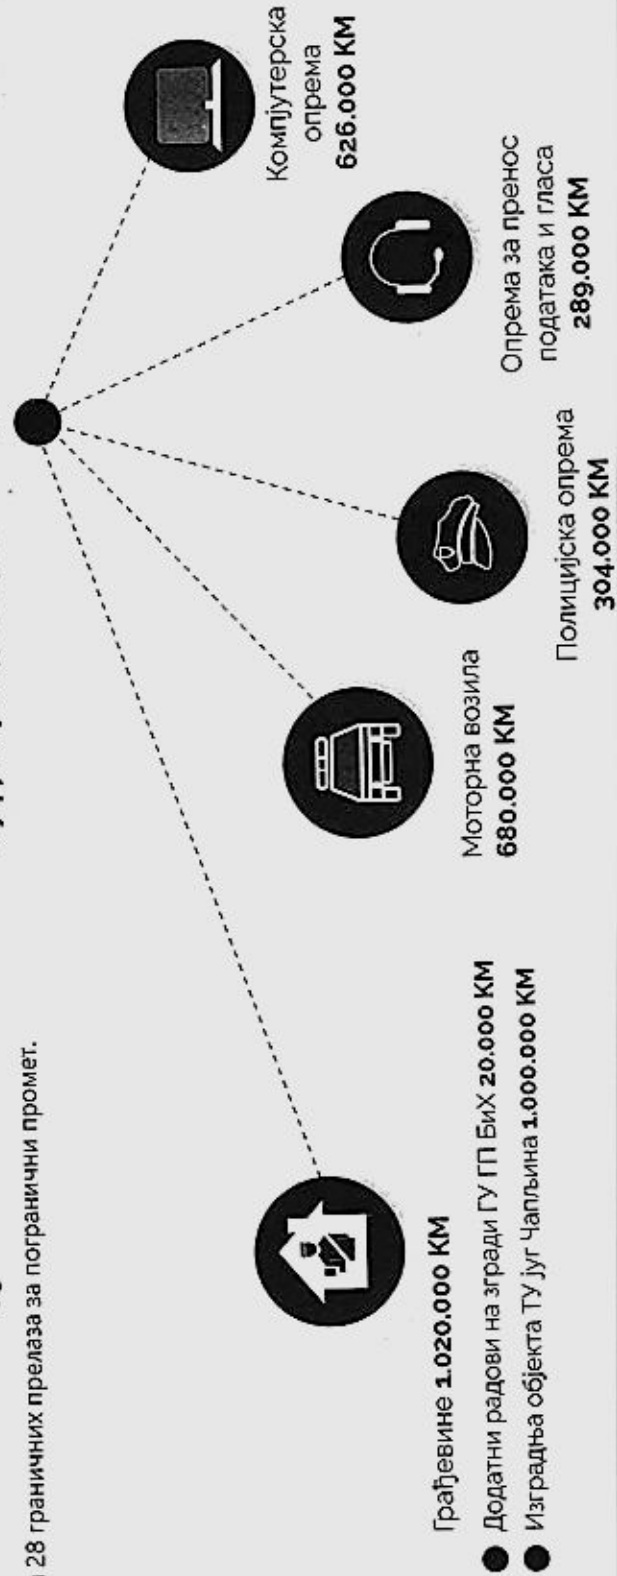 28 граничних прелаза за погранични промет.
Грађевине 1.020.000 КМ
Додатни радови на згради ГУ ГП БиХ 20.000 КМ
Изградња објекта ТУ југ Чапљина 1.000.000 КМ
Моторна возила
680.000 КМ
Полицијска опрема
304.000 КМ
Опрема за пренос
података и гласа
289.000 КМ
Компјутерска
опрема
626.000 КМ